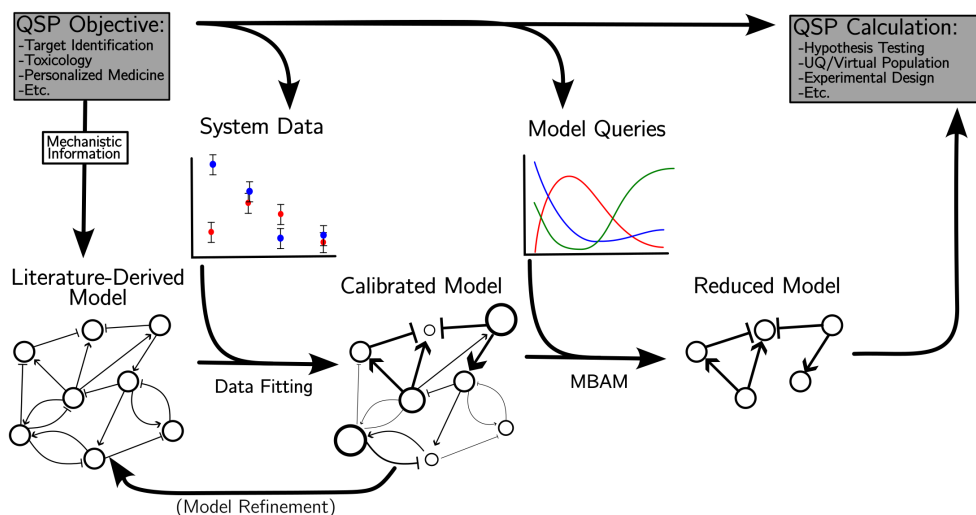 QSP Objective:
-Target Identification
-Toxicology
-Personalized Medicine
-Etc.
QSP Calculation:
-Hypothesis Testing
-UQ/Virtual Population
-Experimental Design
-Etc.
Mechanistic
Information
System Data
Model Queries
Literature-Derived
Model
Calibrated Model
Reduced Model
Data Fitting
MBAM
(Model Refinement)